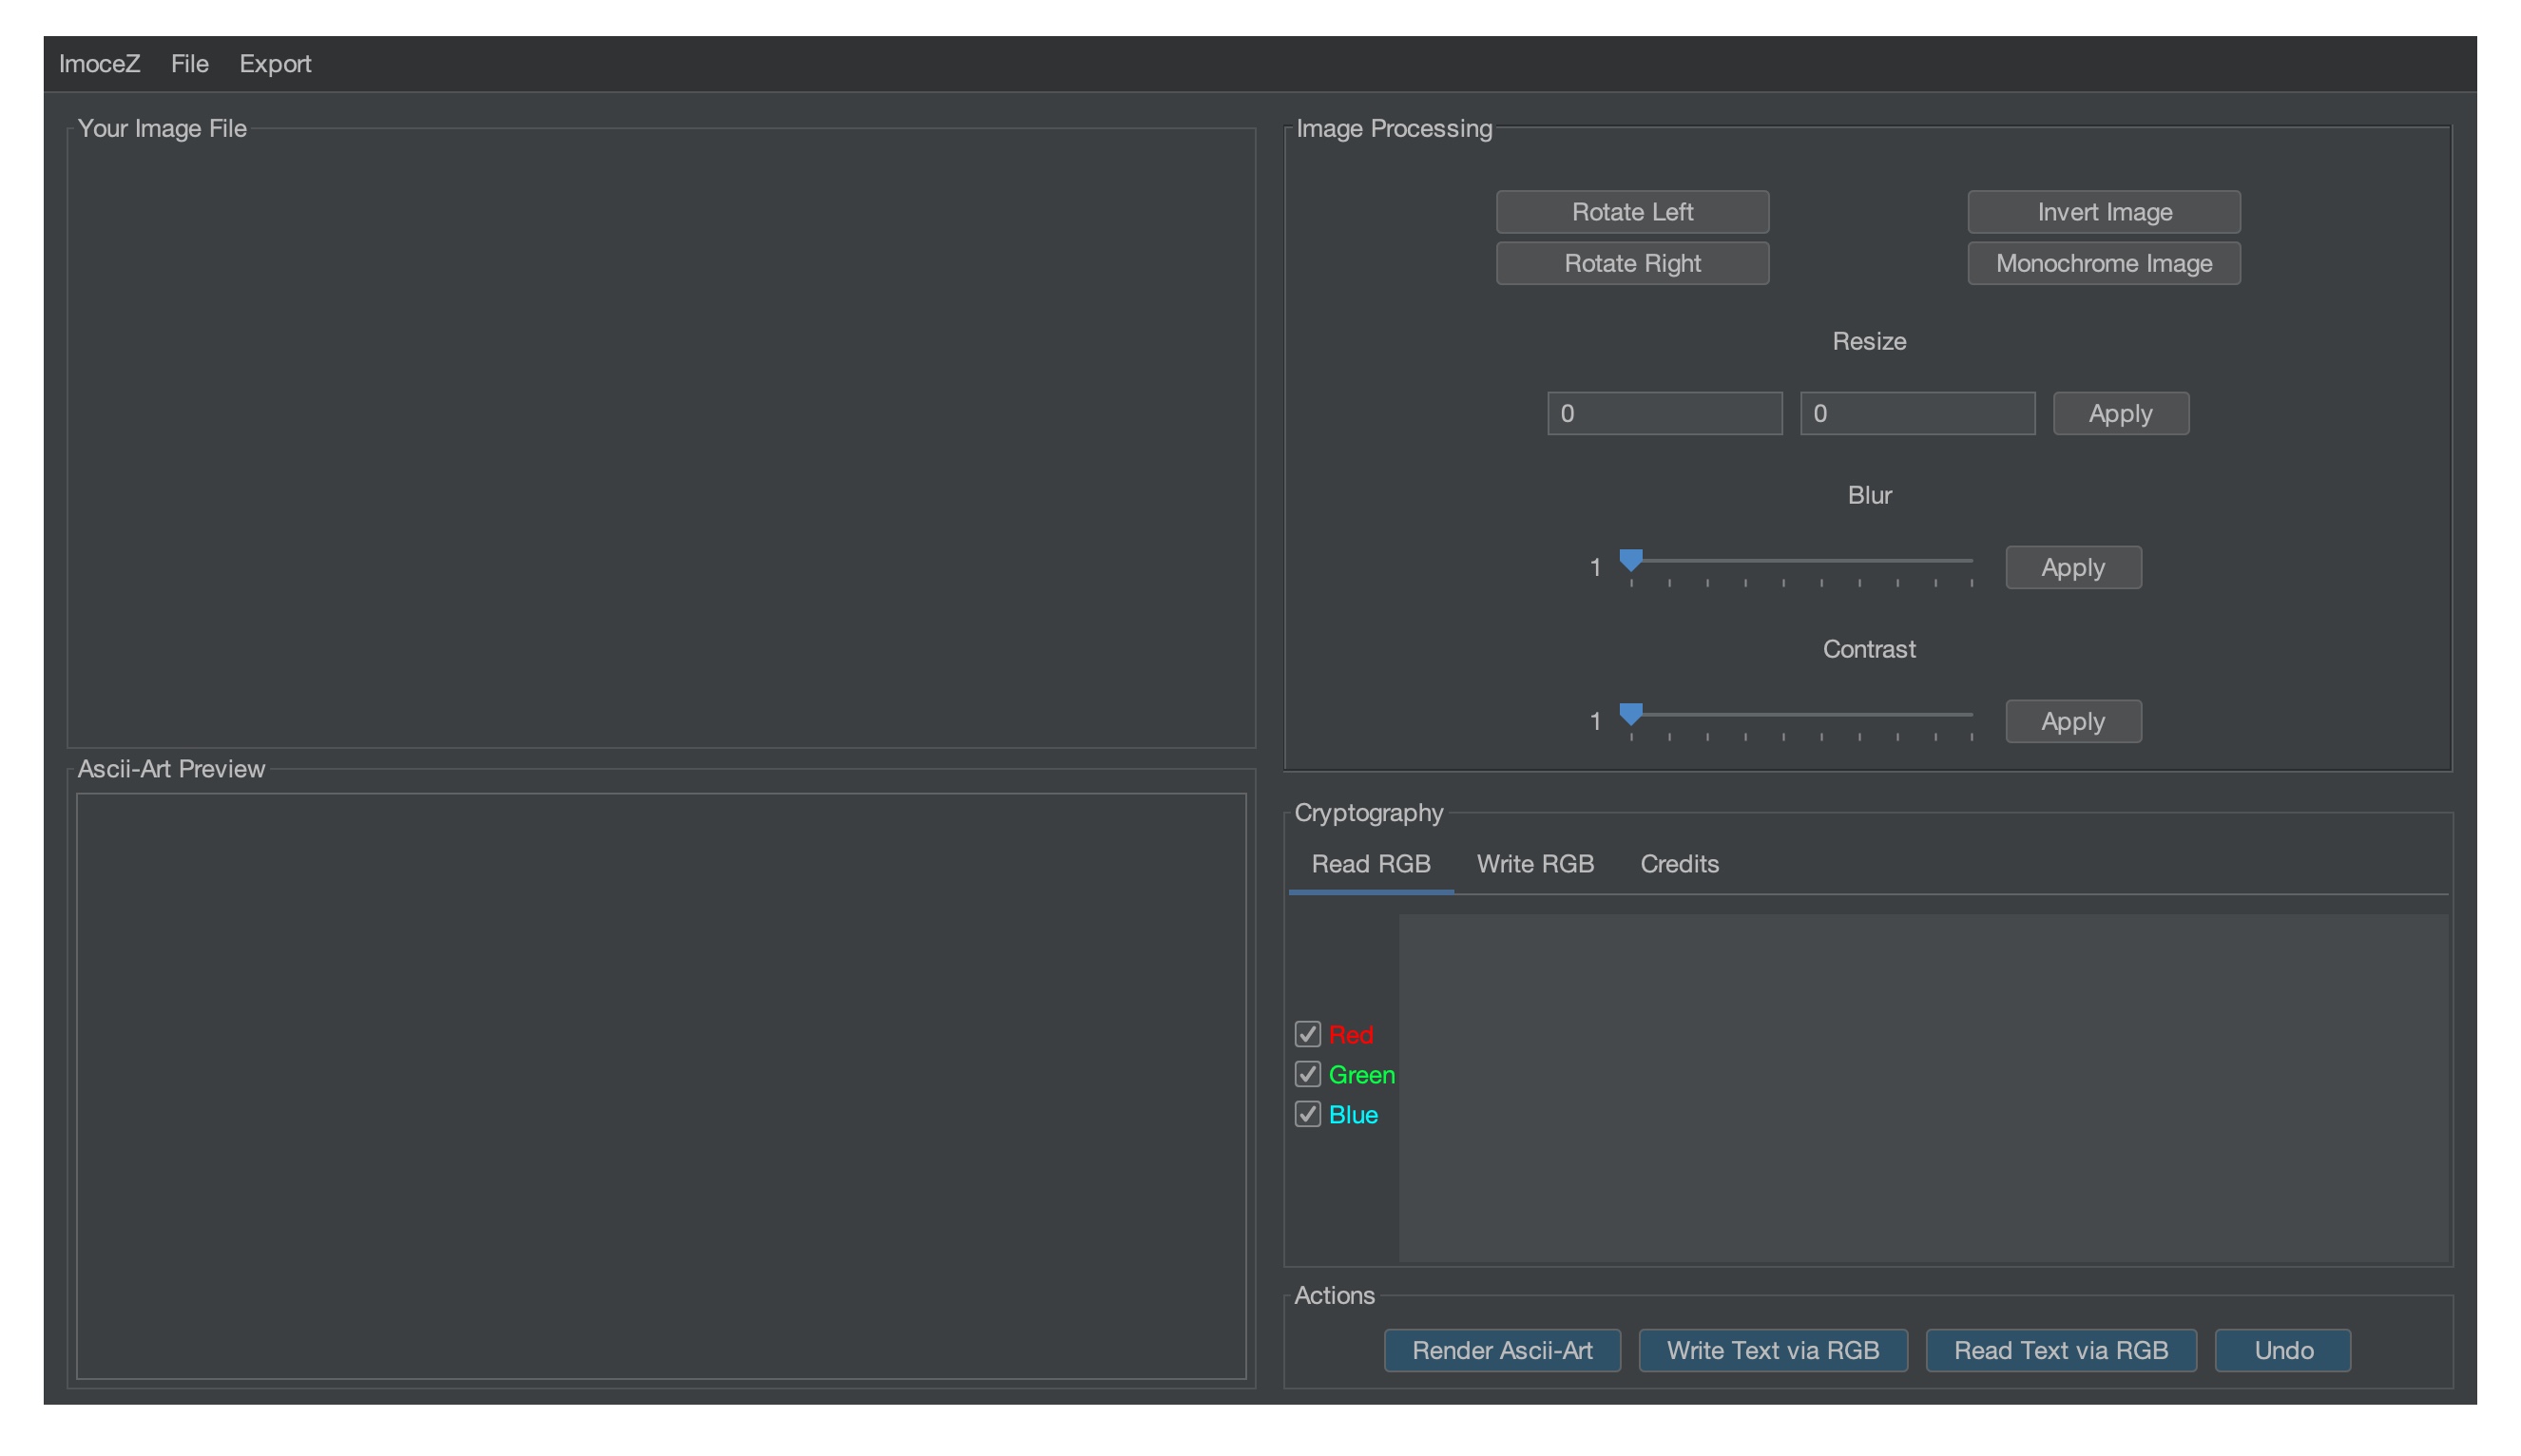 ImoceZ File Export
Your Image File
Image Processing
Rotate Left
Invert Image
Rotate Right
Monochrome Image
Resize
0
0
Apply
Blur
1
Apply
Contrast
1
Apply
Ascii-Art Preview
Cryptography
Read RGB Write RGB Credits
Red
Green
Blue
Actions
Render Ascii-Art
Write Text via RGB
Read Text via RGB
Undo